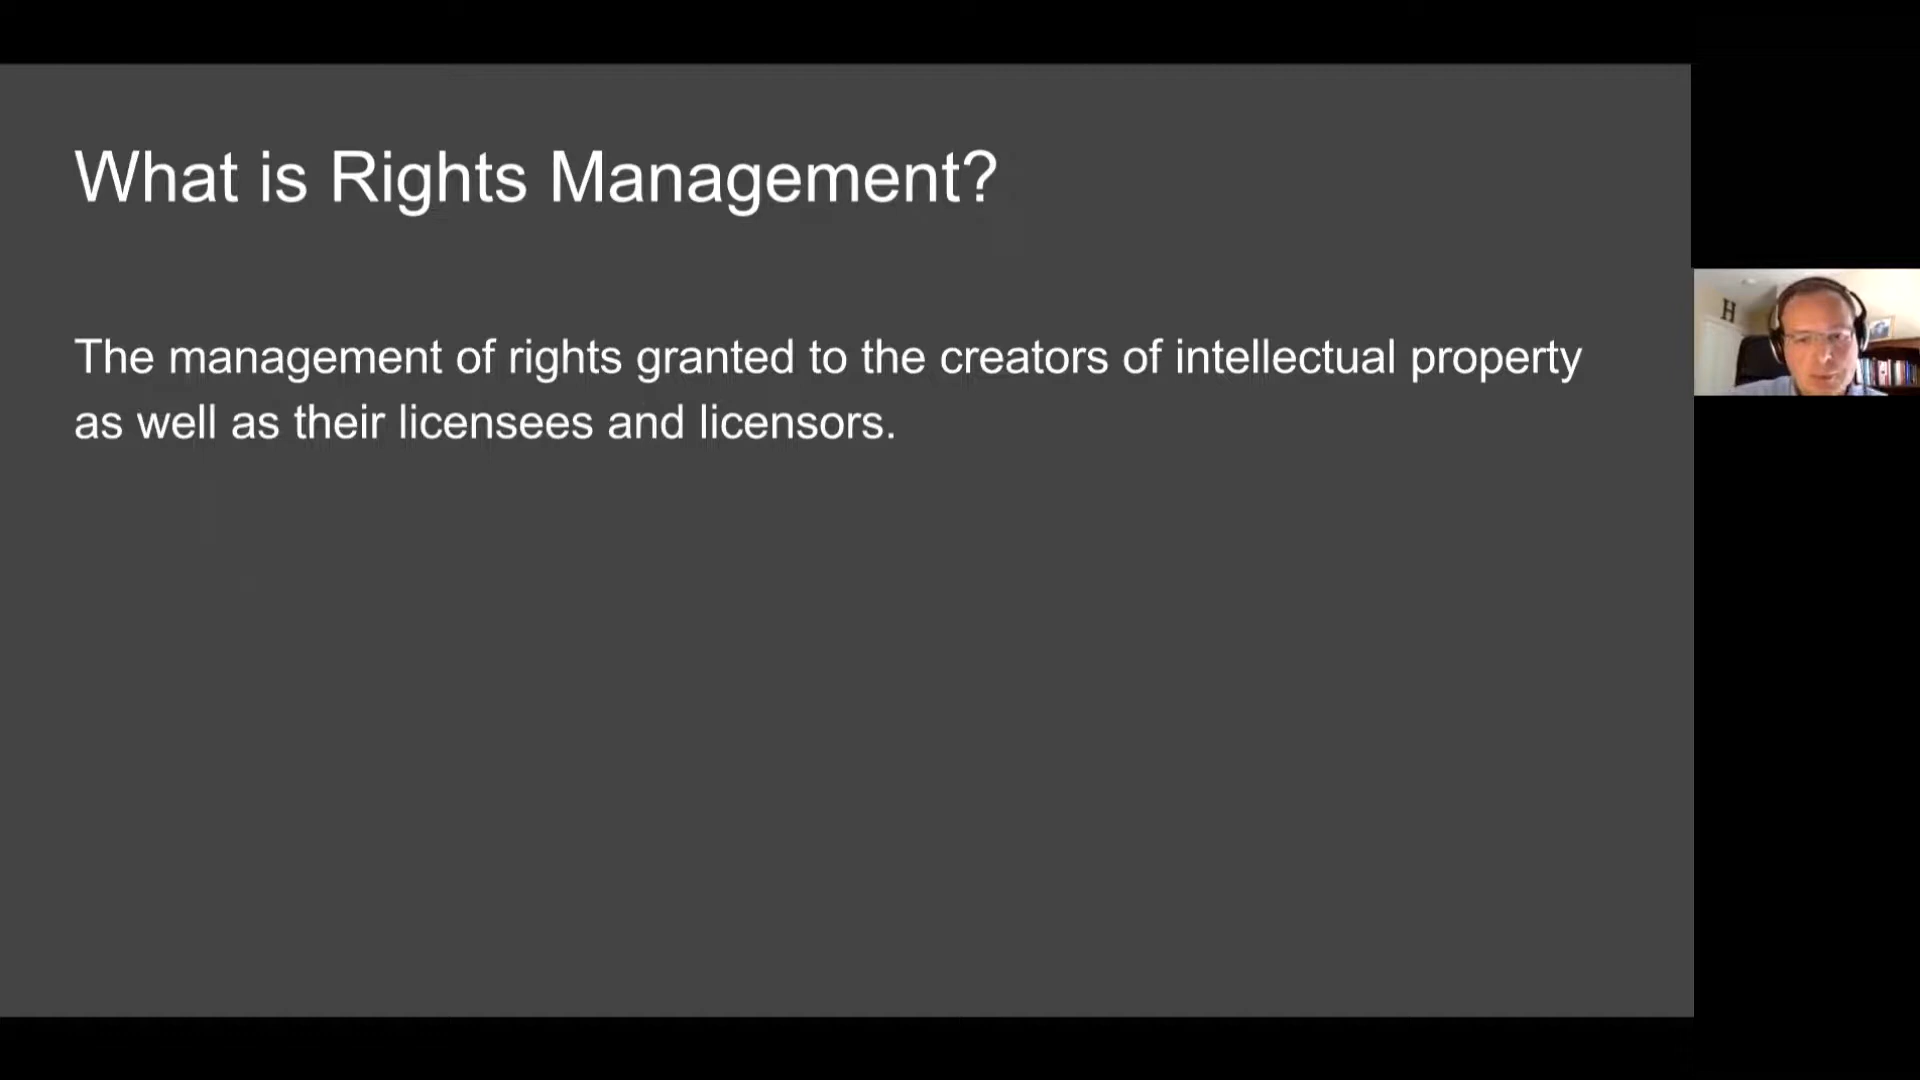 What is Rights Management?
The management of rights granted to the creators of intellectual property
as well as their licensees and licensors.
H